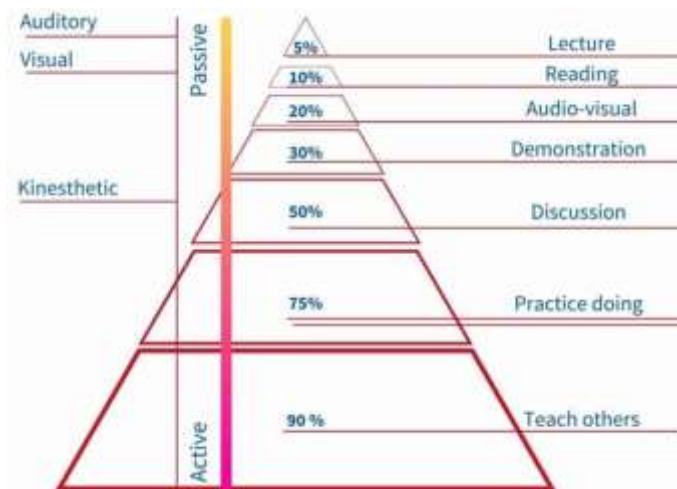 Auditory
Visual
Kinesthetic
Passive
Active
5% Lecture
10% Reading
20% Audio-visual
30% Demonstration
50% Discussion
75% Practice doing
90 % Teach others